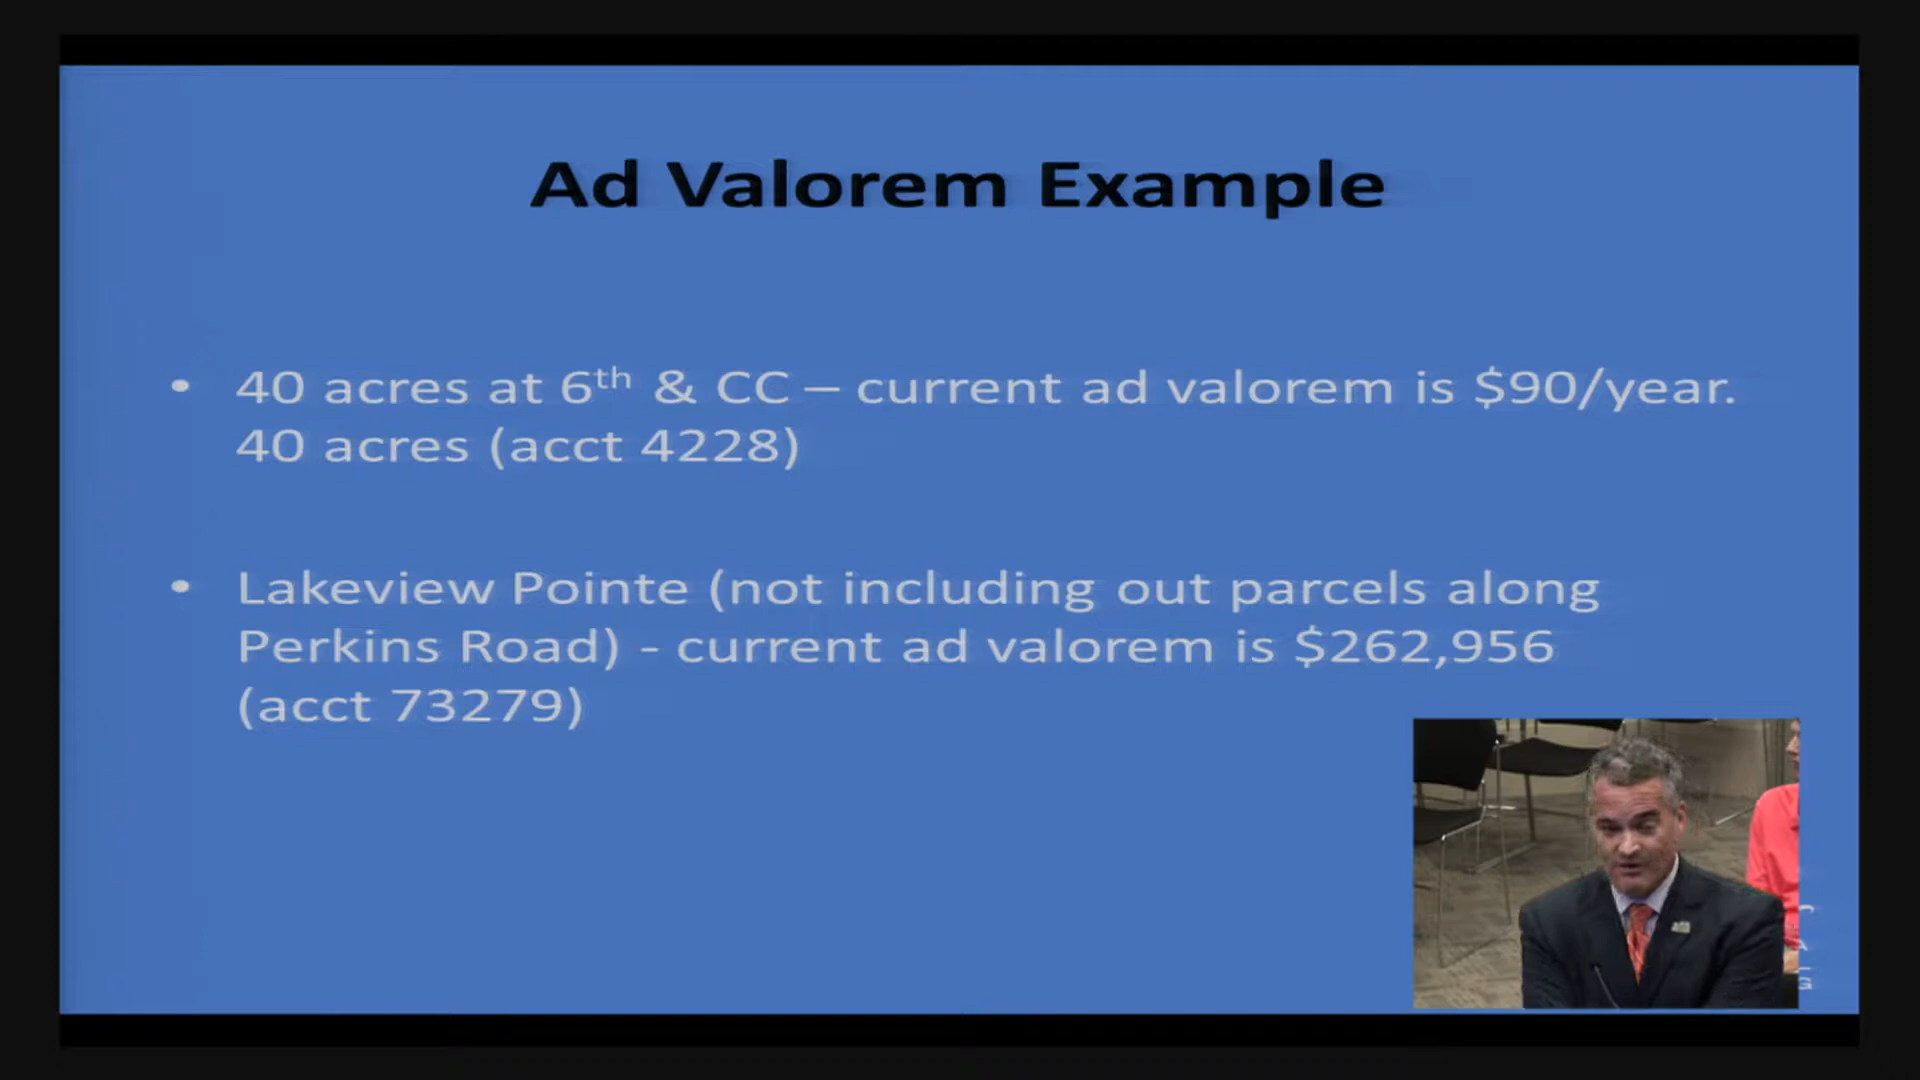 Ad Valorem Example
• 40 acres at 6th & CC – current ad valorem is $90/year.
40 acres (acct 4228)
• Lakeview Pointe (not including out parcels along
Perkins Road) - current ad valorem is $262,956
(acct 73279)